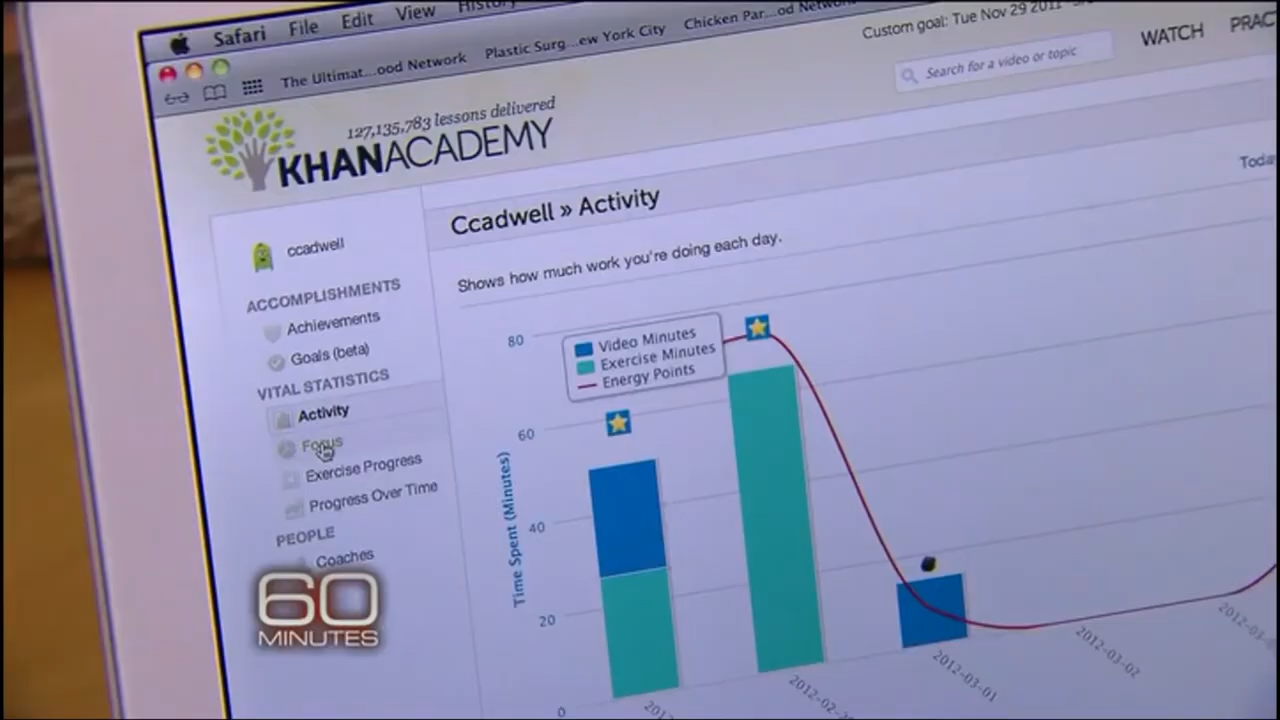 Safari File Edit View History
The Ultimat...ood Network Plastic Surg...ew York City Chicken Par...od Network
Custom goal: Tue Nov 29 2011
Search for a video or topic
WATCH
127,135,783 lessons delivered
KHANACADEMY
Ccadwell » Activity
Shows how much work you're doing each day.
ccadwell
ACCOMPLISHMENTS
Achievements
Goals (beta)
VITAL STATISTICS
Activity
Focus
Exercise Progress
Progress Over Time
PEOPLE
Coaches
Video Minutes
Exercise Minutes
Energy Points
Time Spent (Minutes)
80
60
40
20
0
2012-03-01
2012-03-02
60
MINUTES